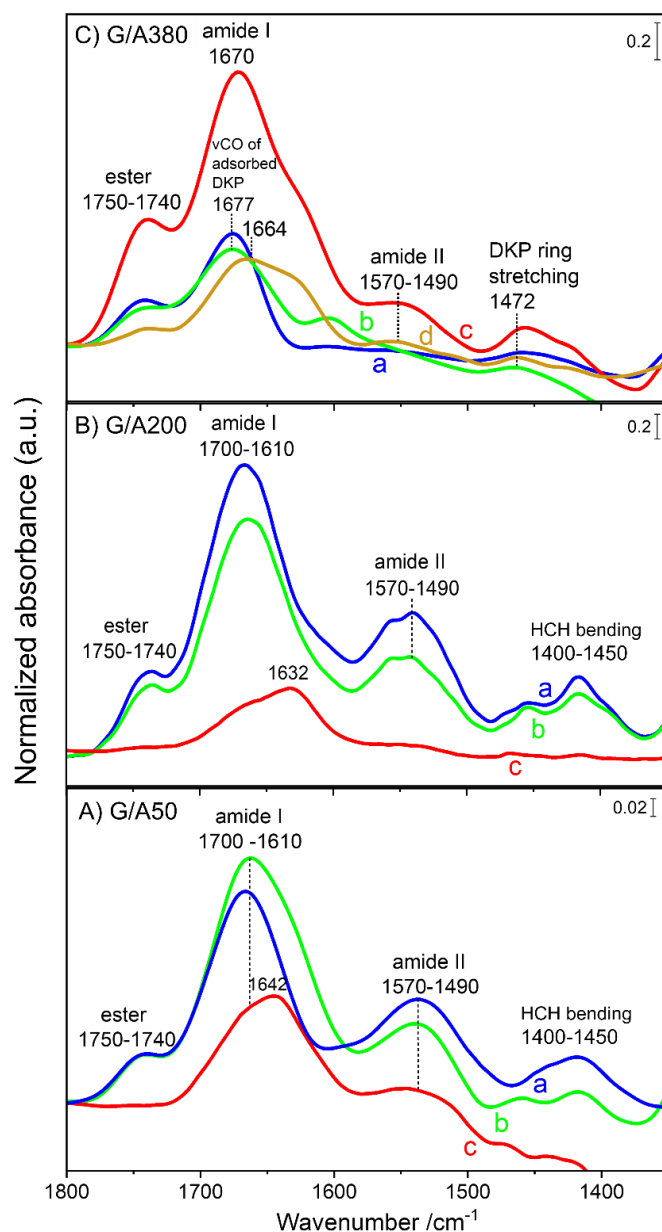 C) G/A380
amide I
1670
0.2
νCO of
adsorbed
DKP
1677
1664
ester
1750-1740
amide II
1570-1490
DKP ring
stretching
1472
a
b
d
c
B) G/A200
amide I
1700-1610
0.2
ester
1750-1740
1632
amide II
1570-1490
HCH bending
1400-1450
a
b
c
A) G/A50
amide I
1700 -1610
0.02
ester
1750-1740
1642
amide II
1570-1490
HCH bending
1400-1450
a
b
c
1800
1700
1600
1500
1400
Wavenumber /cm⁻¹
Normalized absorbance (a.u.)